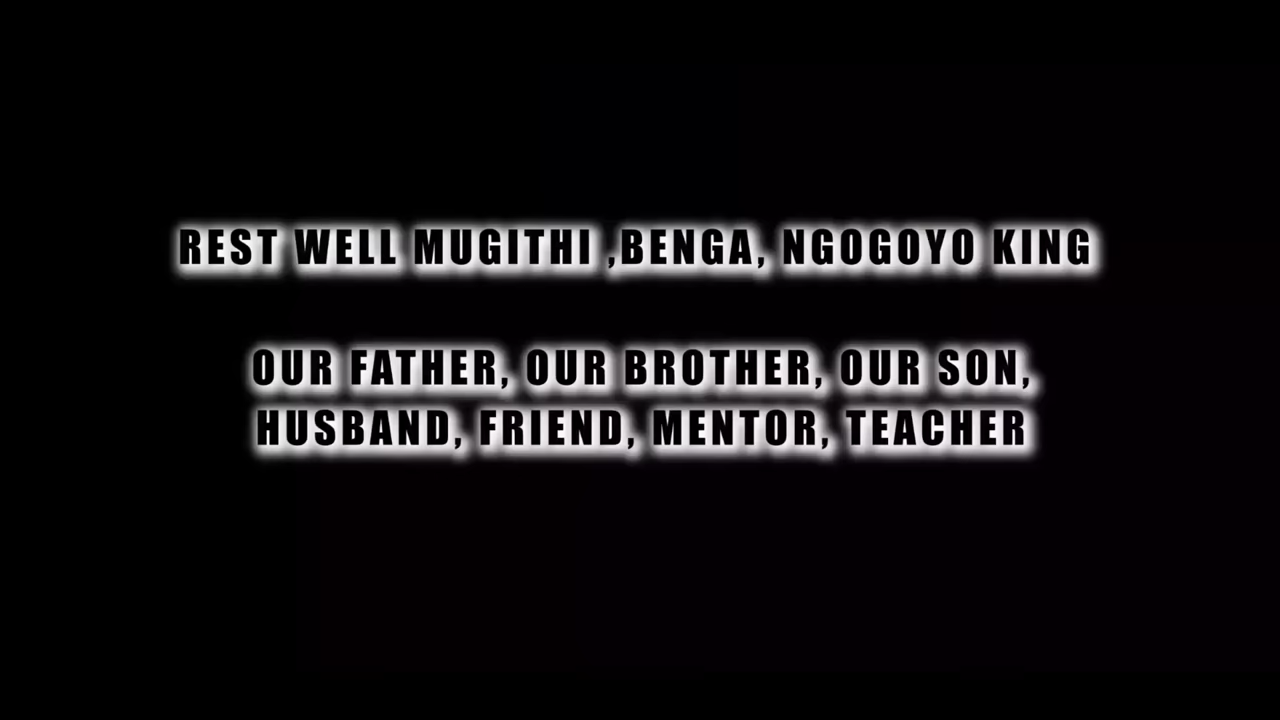 REST WELL MUGITHI ,BENGA, NGOGOYO KING
OUR FATHER, OUR BROTHER, OUR SON,
HUSBAND, FRIEND, MENTOR, TEACHER